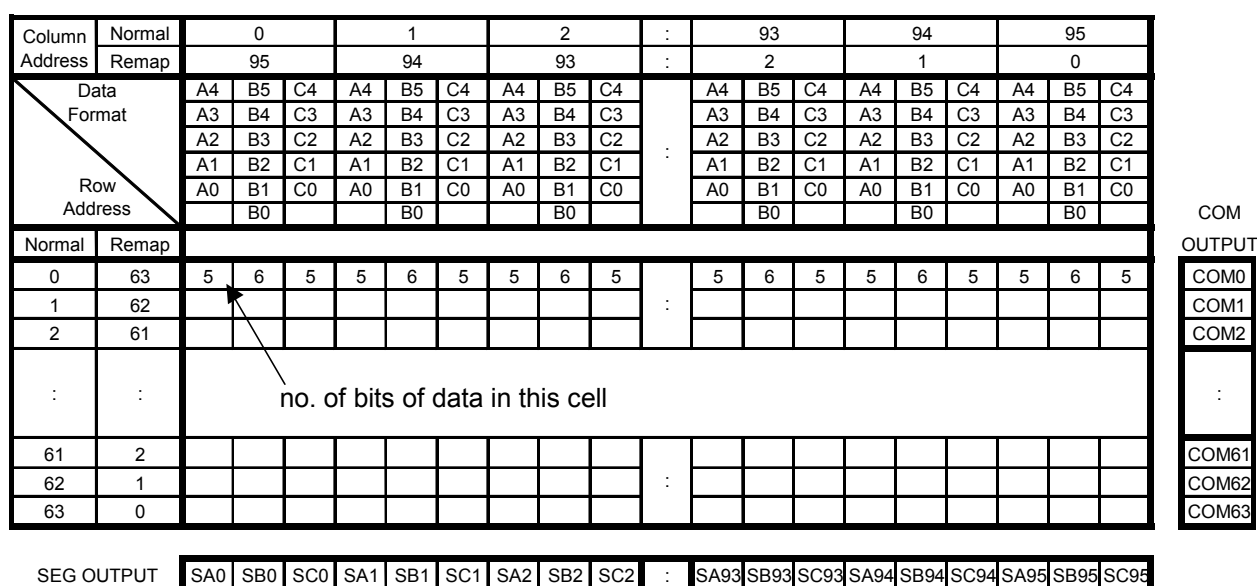 Column Normal 0 1 2 : 93 94 95
Address Remap 95 94 93 : 2 1 0
Data A4 B5 C4 A4 B5 C4 A4 B5 C4 A4 B5 C4 A4 B5 C4 A4 B5 C4
Format A3 B4 C3 A3 B4 C3 A3 B4 C3 A3 B4 C3 A3 B4 C3 A3 B4 C3
A2 B3 C2 A2 B3 C2 A2 B3 C2 : A2 B3 C2 A2 B3 C2 A2 B3 C2
A1 B2 C1 A1 B2 C1 A1 B2 C1 A1 B2 C1 A1 B2 C1 A1 B2 C1
Row A0 B1 C0 A0 B1 C0 A0 B1 C0 A0 B1 C0 A0 B1 C0 A0 B1 C0
Address B0 B0 B0 B0 B0 B0 COM
Normal Remap OUTPUT
0 63 5 6 5 5 6 5 5 6 5 5 6 5 5 6 5 5 6 5 COM0
1 62 : COM1
2 61 COM2
: : no. of bits of data in this cell :
61 2 COM61
62 1 : COM62
63 0 COM63
SEG OUTPUT SA0 SB0 SC0 SA1 SB1 SC1 SA2 SB2 SC2 : SA93 SB93 SC93 SA94 SB94 SC94 SA95 SB95 SC95